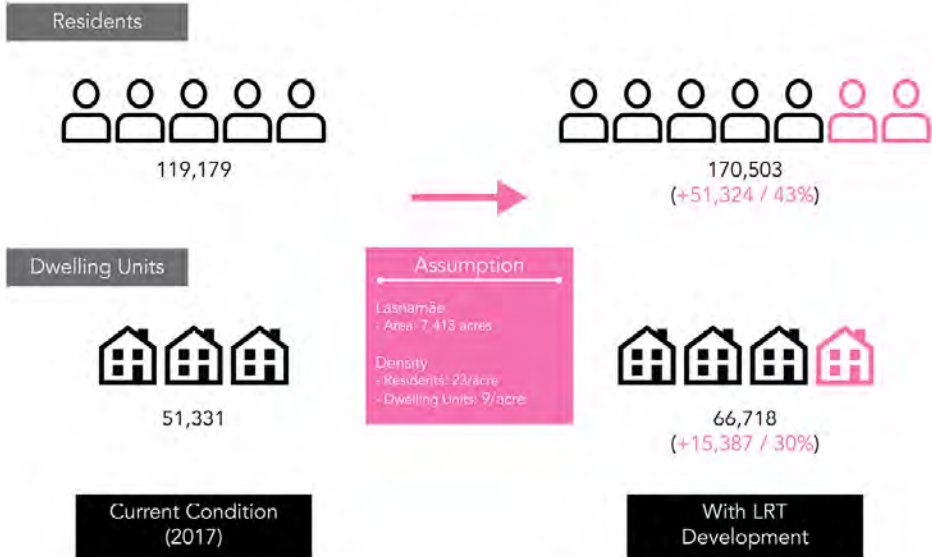 Residents
119,179
170,503
(+51,324 / 43%)
Dwelling Units
Assumption
Lasnamäe
- Area: 7,413 acres
Density
- Residents: 23/acre
- Dwelling Units: 9/acre
51,331
66,718
(+15,387 / 30%)
Current Condition
(2017)
With LRT
Development